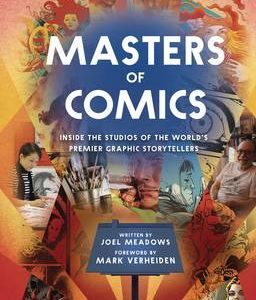 MASTERS
OF
COMICS
INSIDE THE STUDIOS OF THE WORLD'S
PREMIER GRAPHIC STORYTELLERS
WRITTEN BY
JOEL MEADOWS
FOREWORD BY
MARK VERHEIDEN